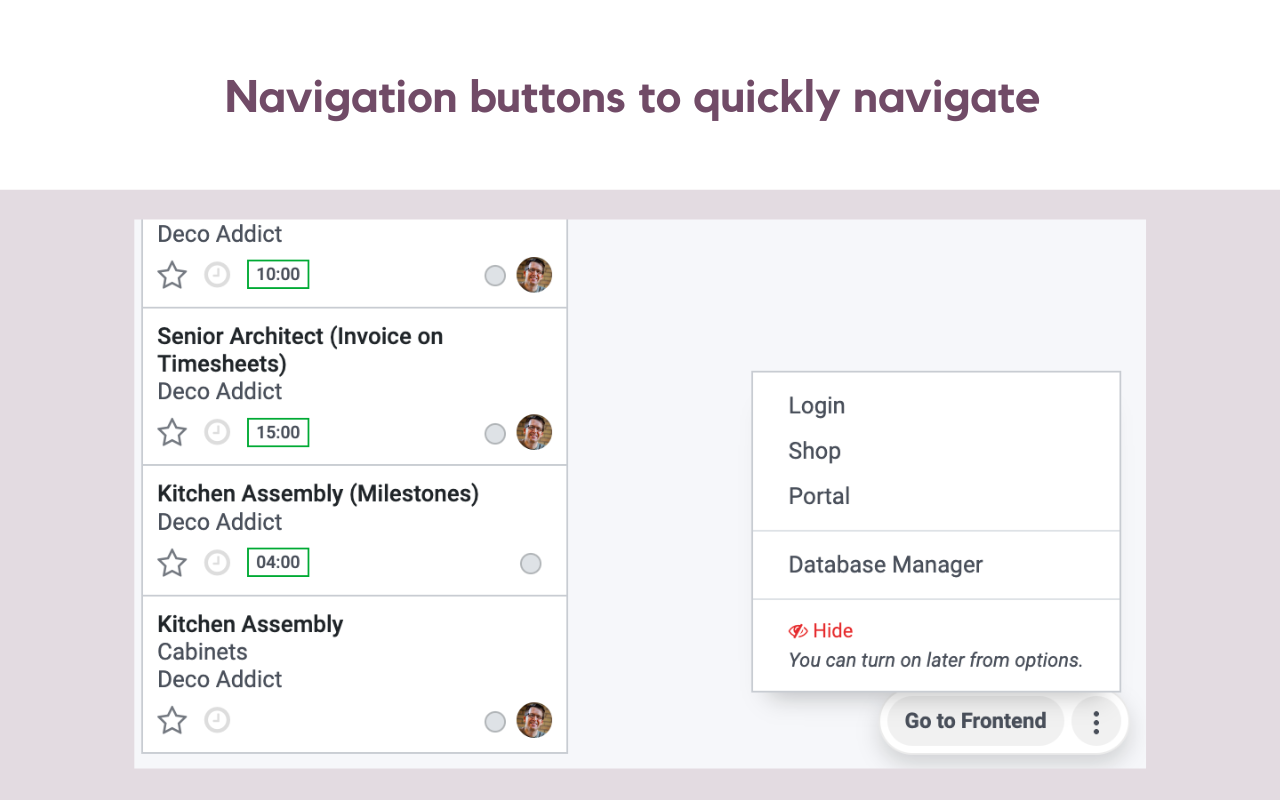 Navigation buttons to quickly navigate
Deco Addict
10:00
Senior Architect (Invoice on
Timesheets)
Deco Addict
15:00
Kitchen Assembly (Milestones)
Deco Addict
04:00
Kitchen Assembly
Cabinets
Deco Addict
Login
Shop
Portal
Database Manager
Hide
You can turn on later from options.
Go to Frontend